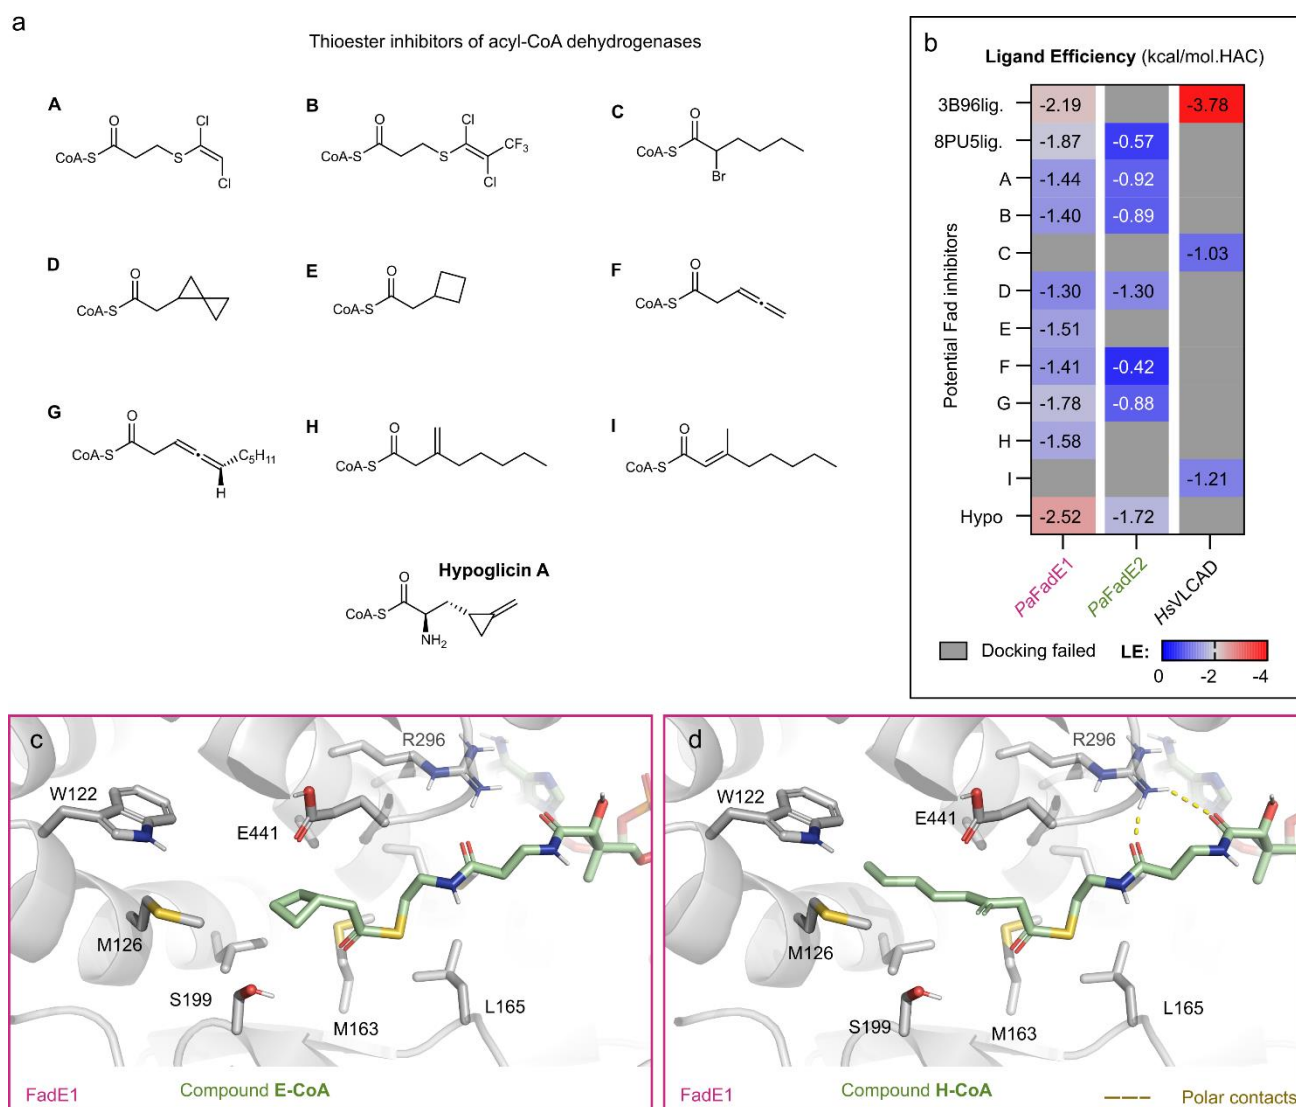 a
Thioester inhibitors of acyl-CoA dehydrogenases
A
O
CoA-S
S
Cl
Cl
B
O
CoA-S
S
Cl
CF3
Cl
C
O
CoA-S
Br
D
O
CoA-S
E
O
CoA-S
F
O
CoA-S
G
O
CoA-S
C5H11
H
H
O
CoA-S
I
O
CoA-S
Hypoglicin A
O
CoA-S
NH2
b
Ligand Efficiency (kcal/mol.HAC)
Potential Fad inhibitors
3B96lig. -2.19 -3.78
8PU5lig. -1.87 -0.57
A -1.44 -0.92
B -1.40 -0.89
C -1.03
D -1.30 -1.30
E -1.51
F -1.41 -0.42
G -1.78 -0.88
H -1.58
I -1.21
Hypo -2.52 -1.72
PaFadE1 PaFadE2 HsVLCAD
Docking failed LE:
0 -2 -4
c
R296
W122
E441
M126
S199
M163
L165
FadE1 Compound E-CoA
d
R296
W122
E441
M126
S199
M163
L165
FadE1 Compound H-CoA Polar contacts